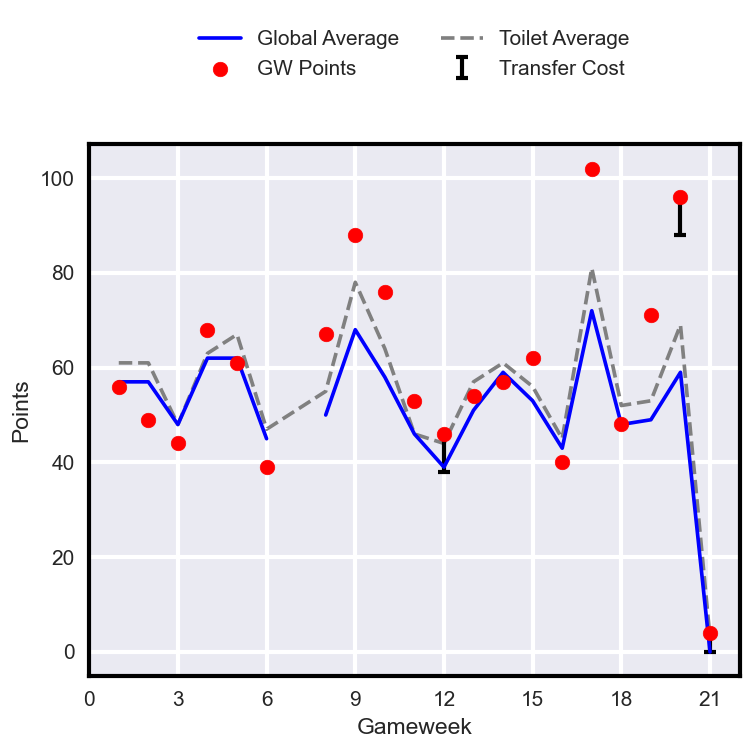 Global Average
Toilet Average
GW Points
Transfer Cost
100
80
60
40
20
0
Points
0 3 6 9 12 15 18 21
Gameweek